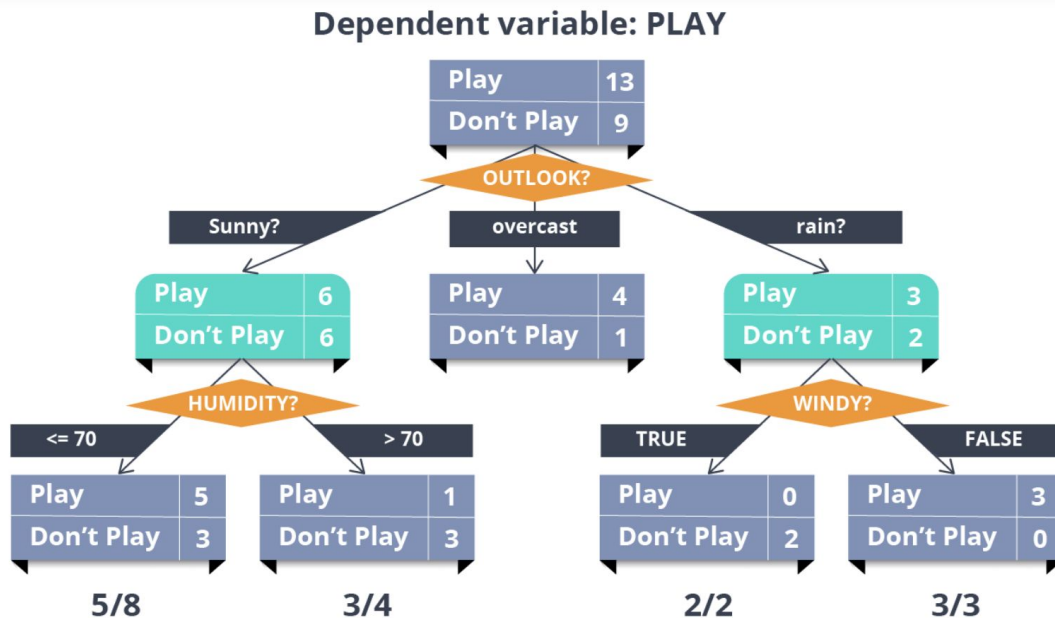 Dependent variable: PLAY
Play 13
Don't Play 9
OUTLOOK?
Sunny? overcast rain?
Play 6 Play 4 Play 3
Don't Play 6 Don't Play 1 Don't Play 2
HUMIDITY? WINDY?
<= 70 > 70 TRUE FALSE
Play 5 Play 1 Play 0 Play 3
Don't Play 3 Don't Play 3 Don't Play 2 Don't Play 0
5/8 3/4 2/2 3/3